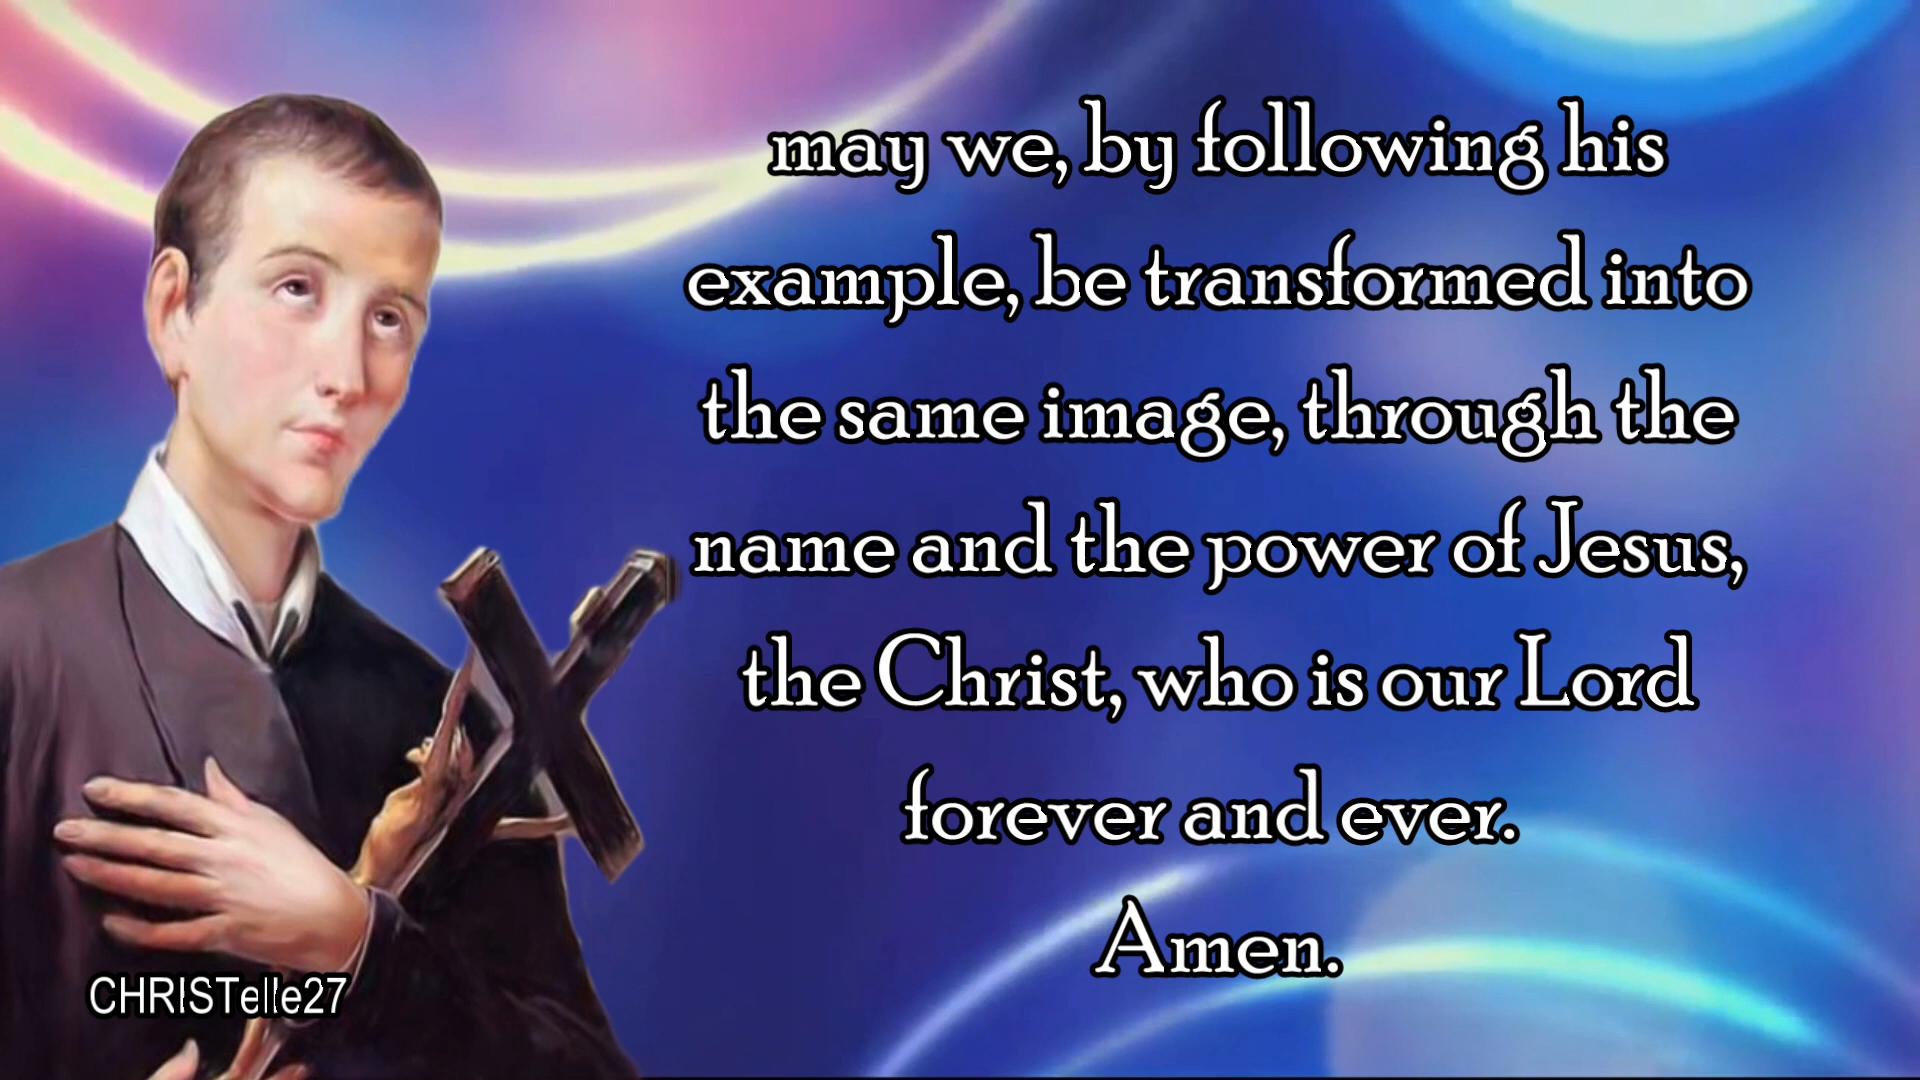 may we, by following his
example, be transformed into
the same image, through the
name and the power of Jesus,
the Christ, who is our Lord
forever and ever.
Amen.
CHRISTelle27